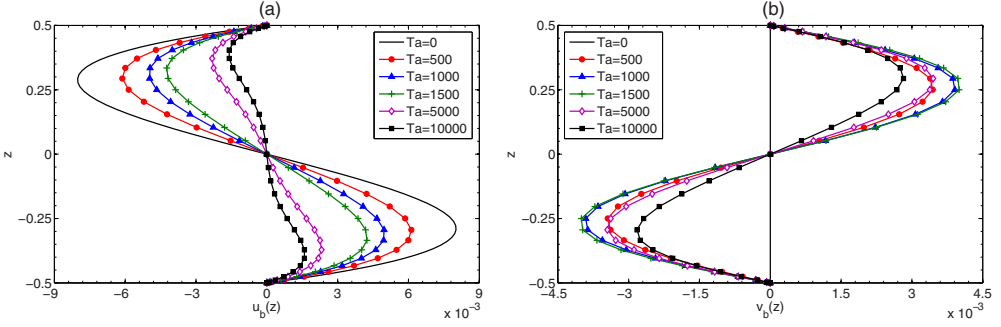 (a)
0.5
0.25
0
−0.25
−0.5
z
−9
−6
−3
0
3
6
9
x 10⁻³
u_b(z)
Ta=0
Ta=500
Ta=1000
Ta=1500
Ta=5000
Ta=10000
(b)
0.5
0.25
0
−0.25
−0.5
z
−4.5
−3
−1.5
0
1.5
3
4.5
x 10⁻³
v_b(z)
Ta=0
Ta=500
Ta=1000
Ta=1500
Ta=5000
Ta=10000